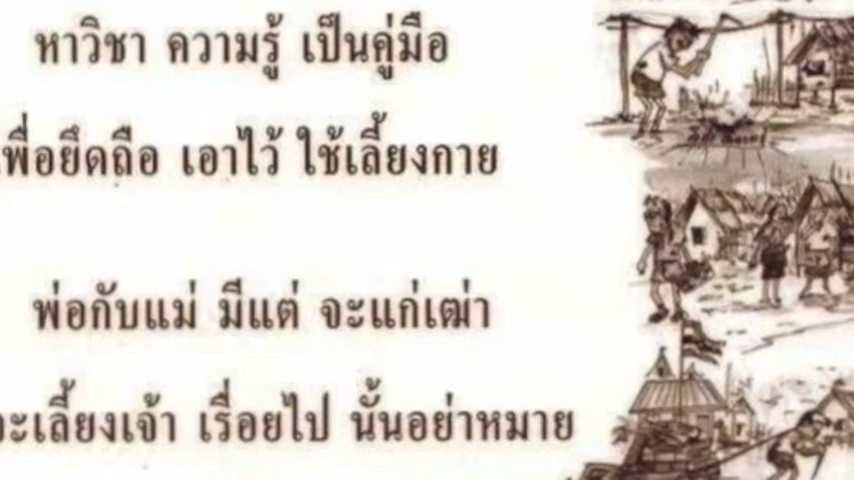 หาวิชา ความรู้ เป็นคู่มือ
เพื่อยึดถือ เอาไว้ ใช้เลี้ยงกาย
พ่อกับแม่ มีแต่ จะแก่เฒ่า
จะเลี้ยงเจ้า เรื่อยไป นั้นอย่าหมาย